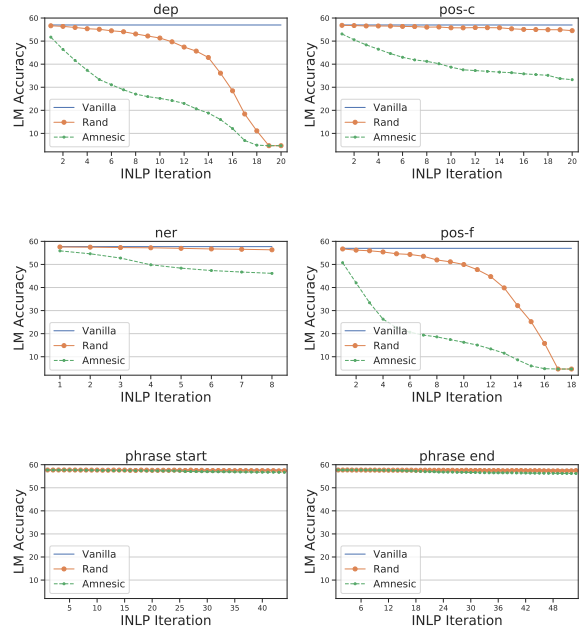 dep
LM Accuracy
60
50
40
30
20
10
Vanilla
Rand
Amnesic
2 4 6 8 10 12 14 16 18 20
INLP Iteration
pos-c
LM Accuracy
60
50
40
30
20
10
Vanilla
Rand
Amnesic
2 4 6 8 10 12 14 16 18 20
INLP Iteration
ner
LM Accuracy
60
50
40
30
20
10
Vanilla
Rand
Amnesic
1 2 3 4 5 6 7 8
INLP Iteration
pos-f
LM Accuracy
60
50
40
30
20
10
Vanilla
Rand
Amnesic
2 4 6 8 10 12 14 16 18
INLP Iteration
phrase start
LM Accuracy
60
50
40
30
20
10
Vanilla
Rand
Amnesic
5 10 15 20 25 30 35 40
INLP Iteration
phrase end
LM Accuracy
60
50
40
30
20
10
Vanilla
Rand
Amnesic
6 12 18 24 30 36 42 48
INLP Iteration